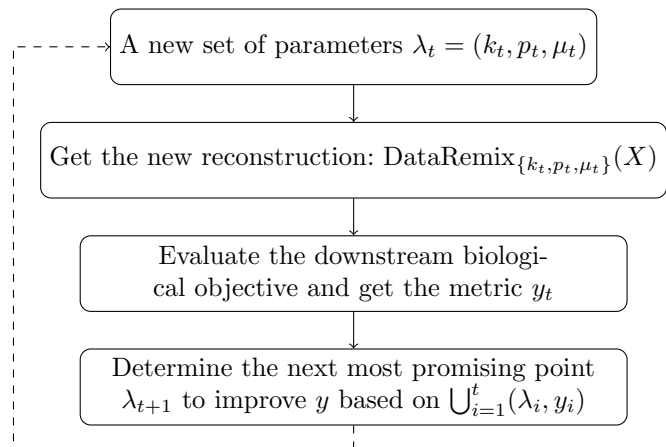 A new set of parameters λ_t = (k_t, p_t, μ_t)
Get the new reconstruction: DataRemix_{{k_t,p_t,μ_t}}(X)
Evaluate the downstream biologi-
cal objective and get the metric y_t
Determine the next most promising point
λ_{t+1} to improve y based on ⋃_{i=1}^{t}(λ_i, y_i)